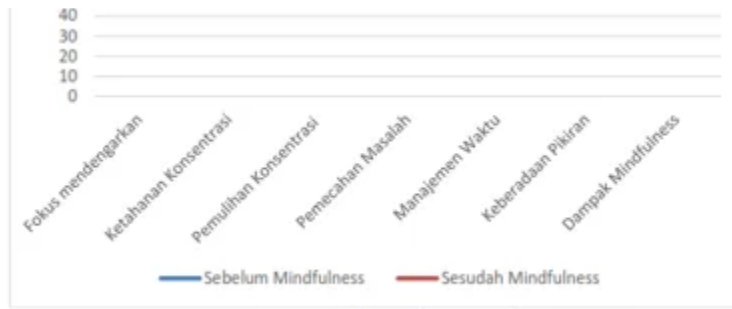 40
30
20
10
0
Fokus mendengarkan
Ketahanan Konsentrasi
Pemulihan Konsentrasi
Pemecahan Masalah
Manajemen Waktu
Keberadaan Pikiran
Dampak Mindfulness
Sebelum Mindfulness
Sesudah Mindfulness